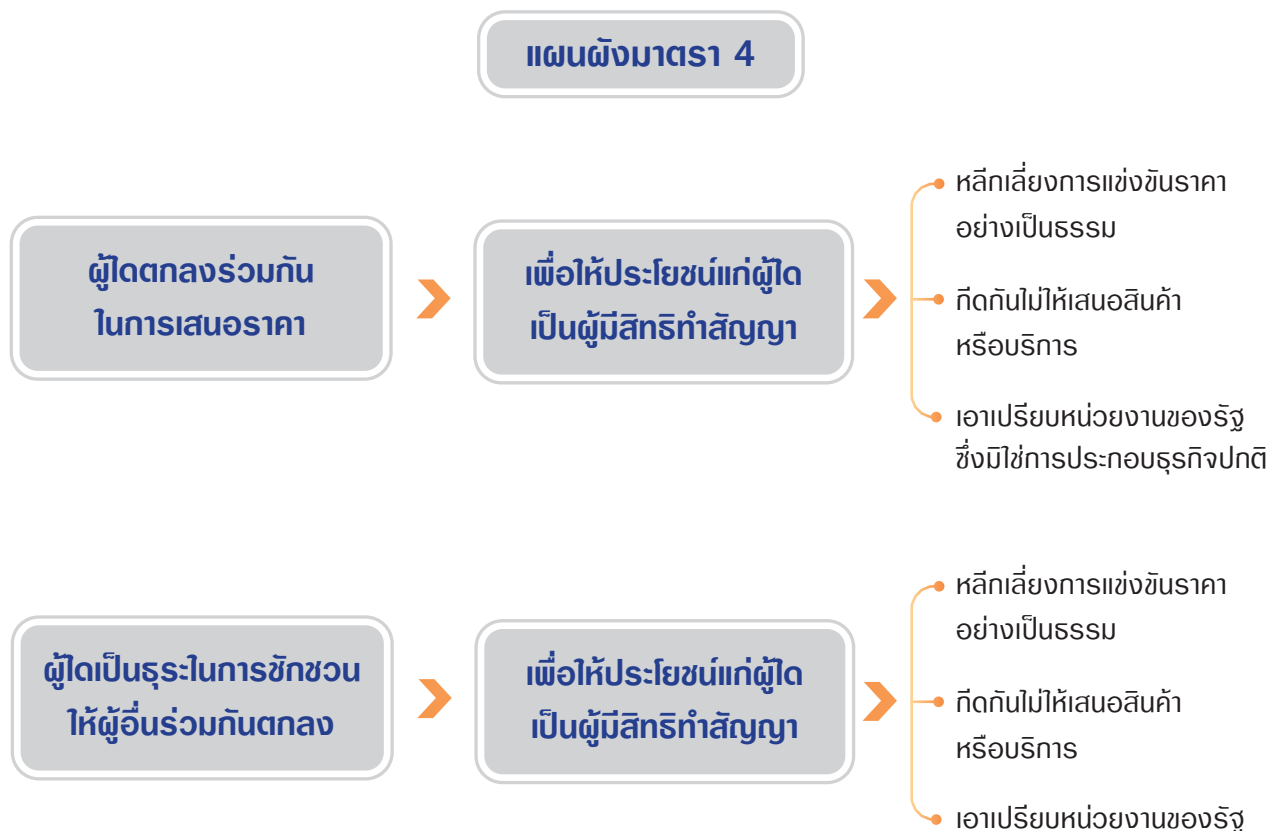 แผนผังมาตรา 4
ผู้ใดตกลงร่วมกัน
ในการเสนอราคา
เพื่อให้ประโยชน์แก่ผู้ใด
เป็นผู้มีสิทธิทำสัญญา
หลีกเลี่ยงการแข่งขันราคา
อย่างเป็นธรรม
กีดกันไม่ให้เสนอสินค้า
หรือบริการ
เอาเปรียบหน่วยงานของรัฐ
ซึ่งมิใช่การประกอบธุรกิจปกติ
ผู้ใดเป็นธุระในการชักชวน
ให้ผู้อื่นร่วมกันตกลง
เพื่อให้ประโยชน์แก่ผู้ใด
เป็นผู้มีสิทธิทำสัญญา
หลีกเลี่ยงการแข่งขันราคา
อย่างเป็นธรรม
กีดกันไม่ให้เสนอสินค้า
หรือบริการ
เอาเปรียบหน่วยงานของรัฐ